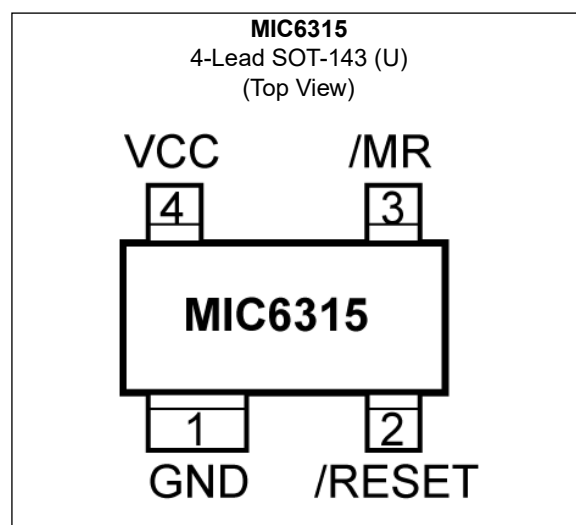 MIC6315
4-Lead SOT-143 (U)
(Top View)
VCC /MR
4 3
MIC6315
1 2
GND /RESET